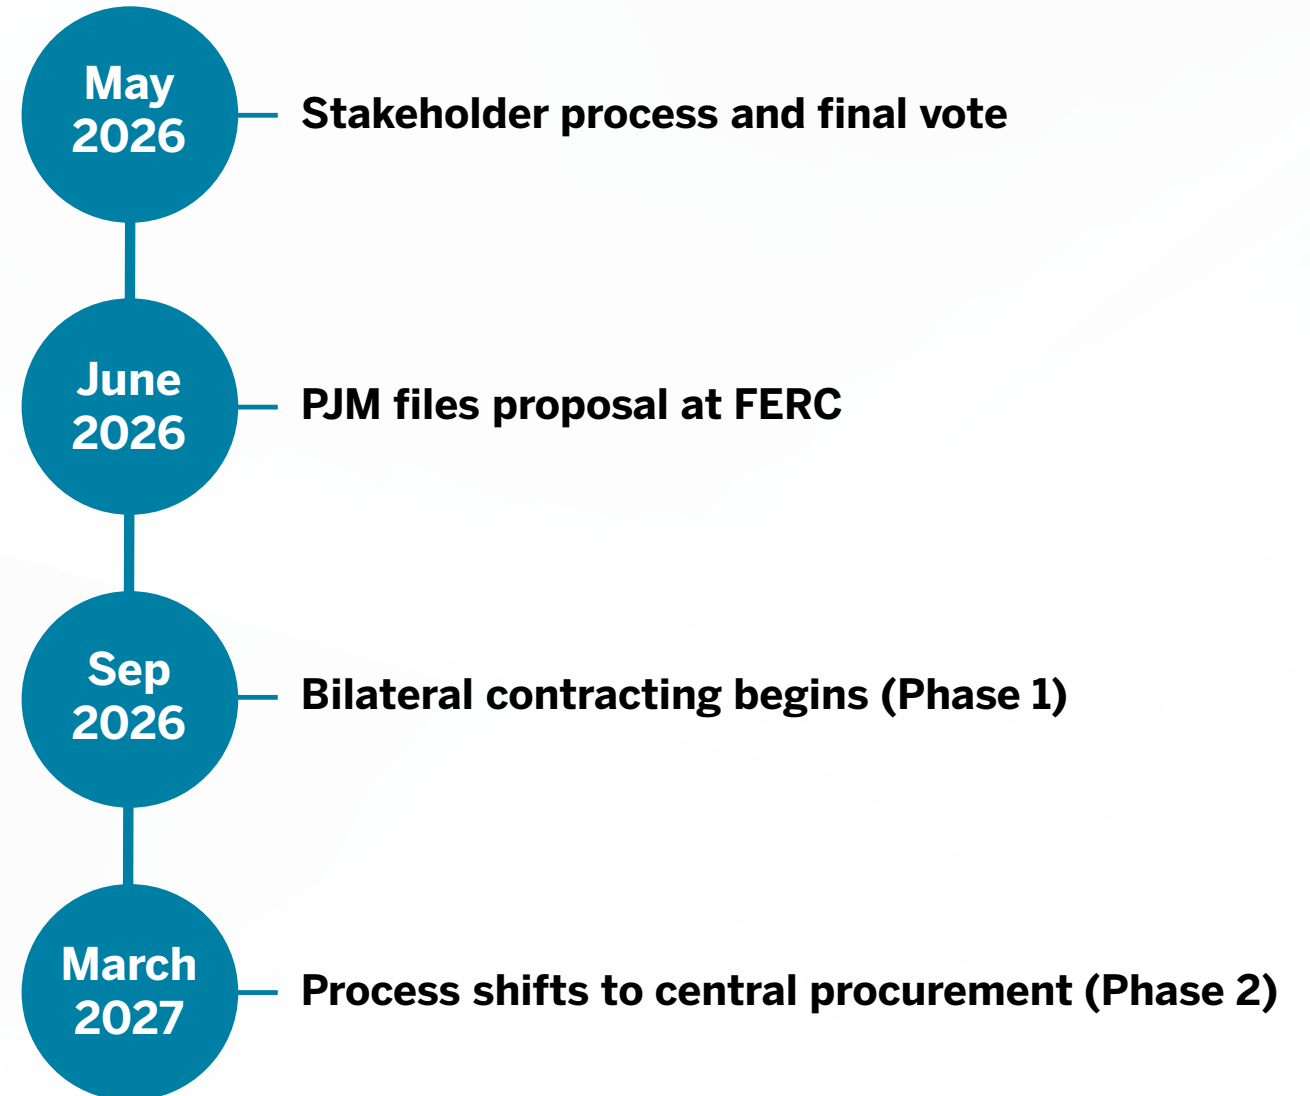 May
2026
Stakeholder process and final vote
June
2026
PJM files proposal at FERC
Sep
2026
Bilateral contracting begins (Phase 1)
March
2027
Process shifts to central procurement (Phase 2)